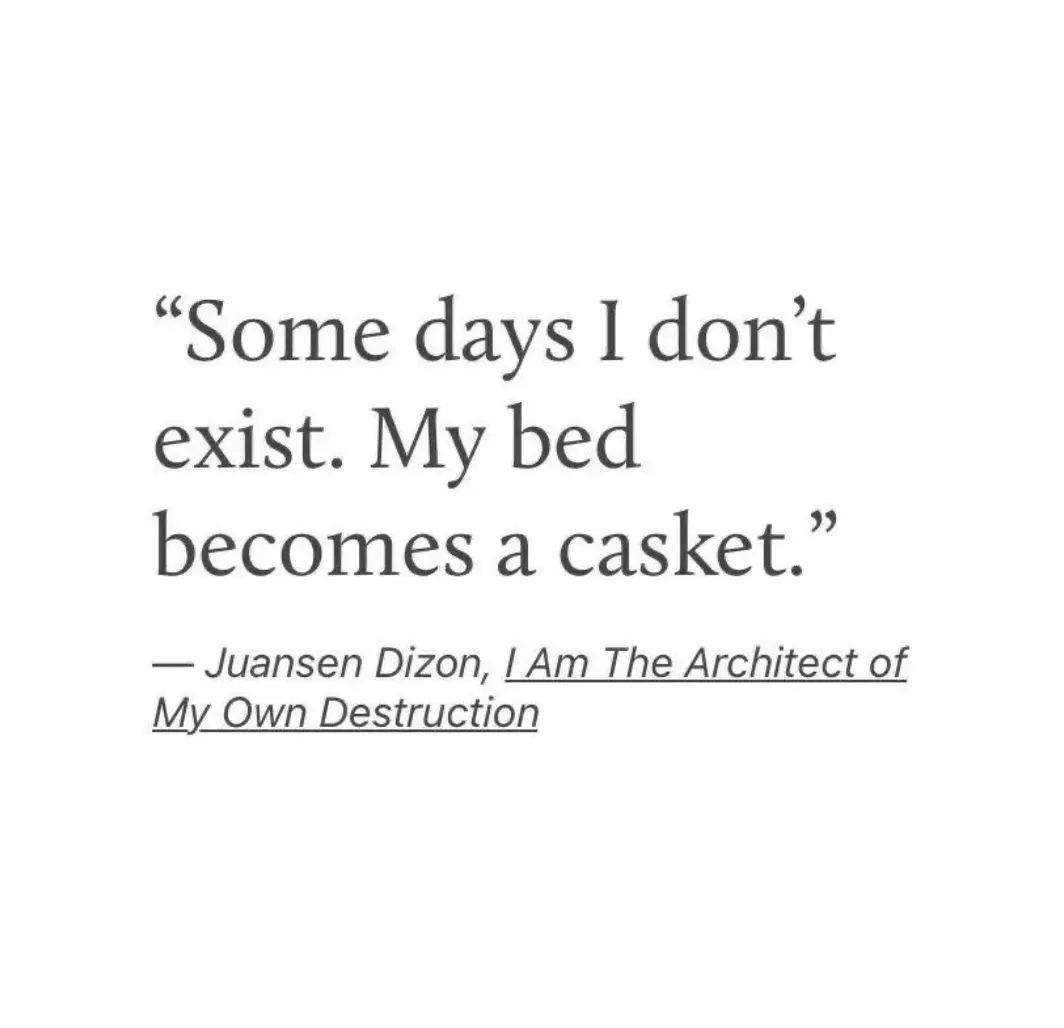 “Some days I don’t
exist. My bed
becomes a casket.”
— Juansen Dizon, I Am The Architect of
My Own Destruction